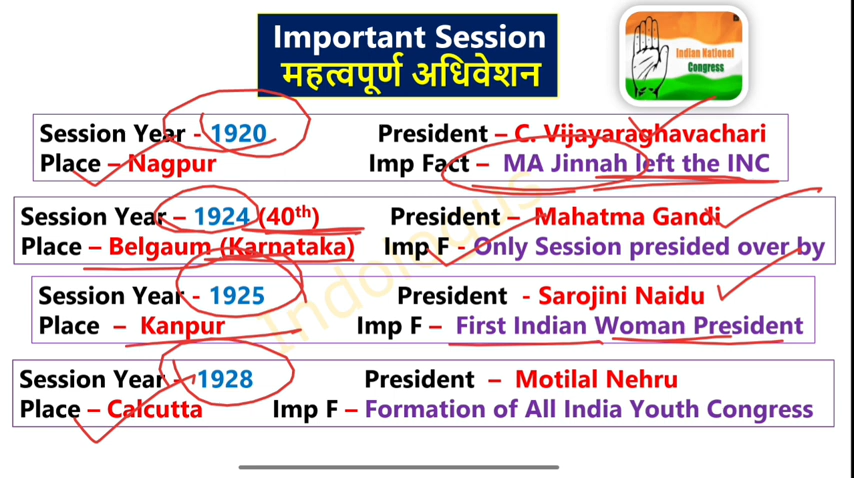 Important Session
महत्वपूर्ण अधिवेशन
Indian National
Congress
Session Year - 1920 President – C. Vijayaraghavachari
Place – Nagpur Imp Fact – MA Jinnah left the INC
Session Year – 1924 (40th) President – Mahatma Gandi
Place – Belgaum (Karnataka) Imp F - Only Session presided over by
Session Year - 1925 President - Sarojini Naidu
Place – Kanpur Imp F – First Indian Woman President
Session Year – 1928 President – Motilal Nehru
Place – Calcutta Imp F – Formation of All India Youth Congress
Indologus